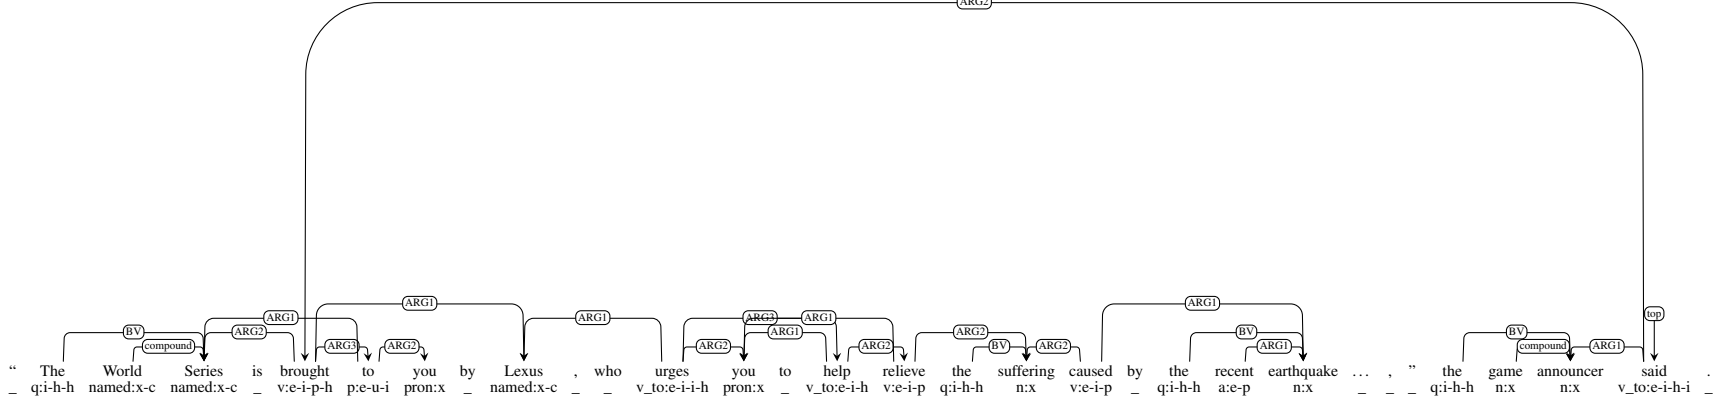 ARG2
top
ARG1
ARG1
ARG1 ARG1 ARG3 ARG1
BV ARG2 ARG1 ARG2 BV BV
compound ARG3 ARG2 ARG2 ARG2 BV ARG2 ARG1 compound ARG1
“ The World Series is brought to you by Lexus , who urges you to help relieve the suffering caused by the recent earthquake … , ” the game announcer said .
_ q:i-h-h named:x-c named:x-c _ v:e-i-p-h p:e-u-i pron:x _ named:x-c _ _ v_to:e-i-i-h pron:x _ v_to:e-i-h v:e-i-p q:i-h-h n:x v:e-i-p _ q:i-h-h a:e-p n:x _ _ _ q:i-h-h n:x n:x v_to:e-i-h-i _